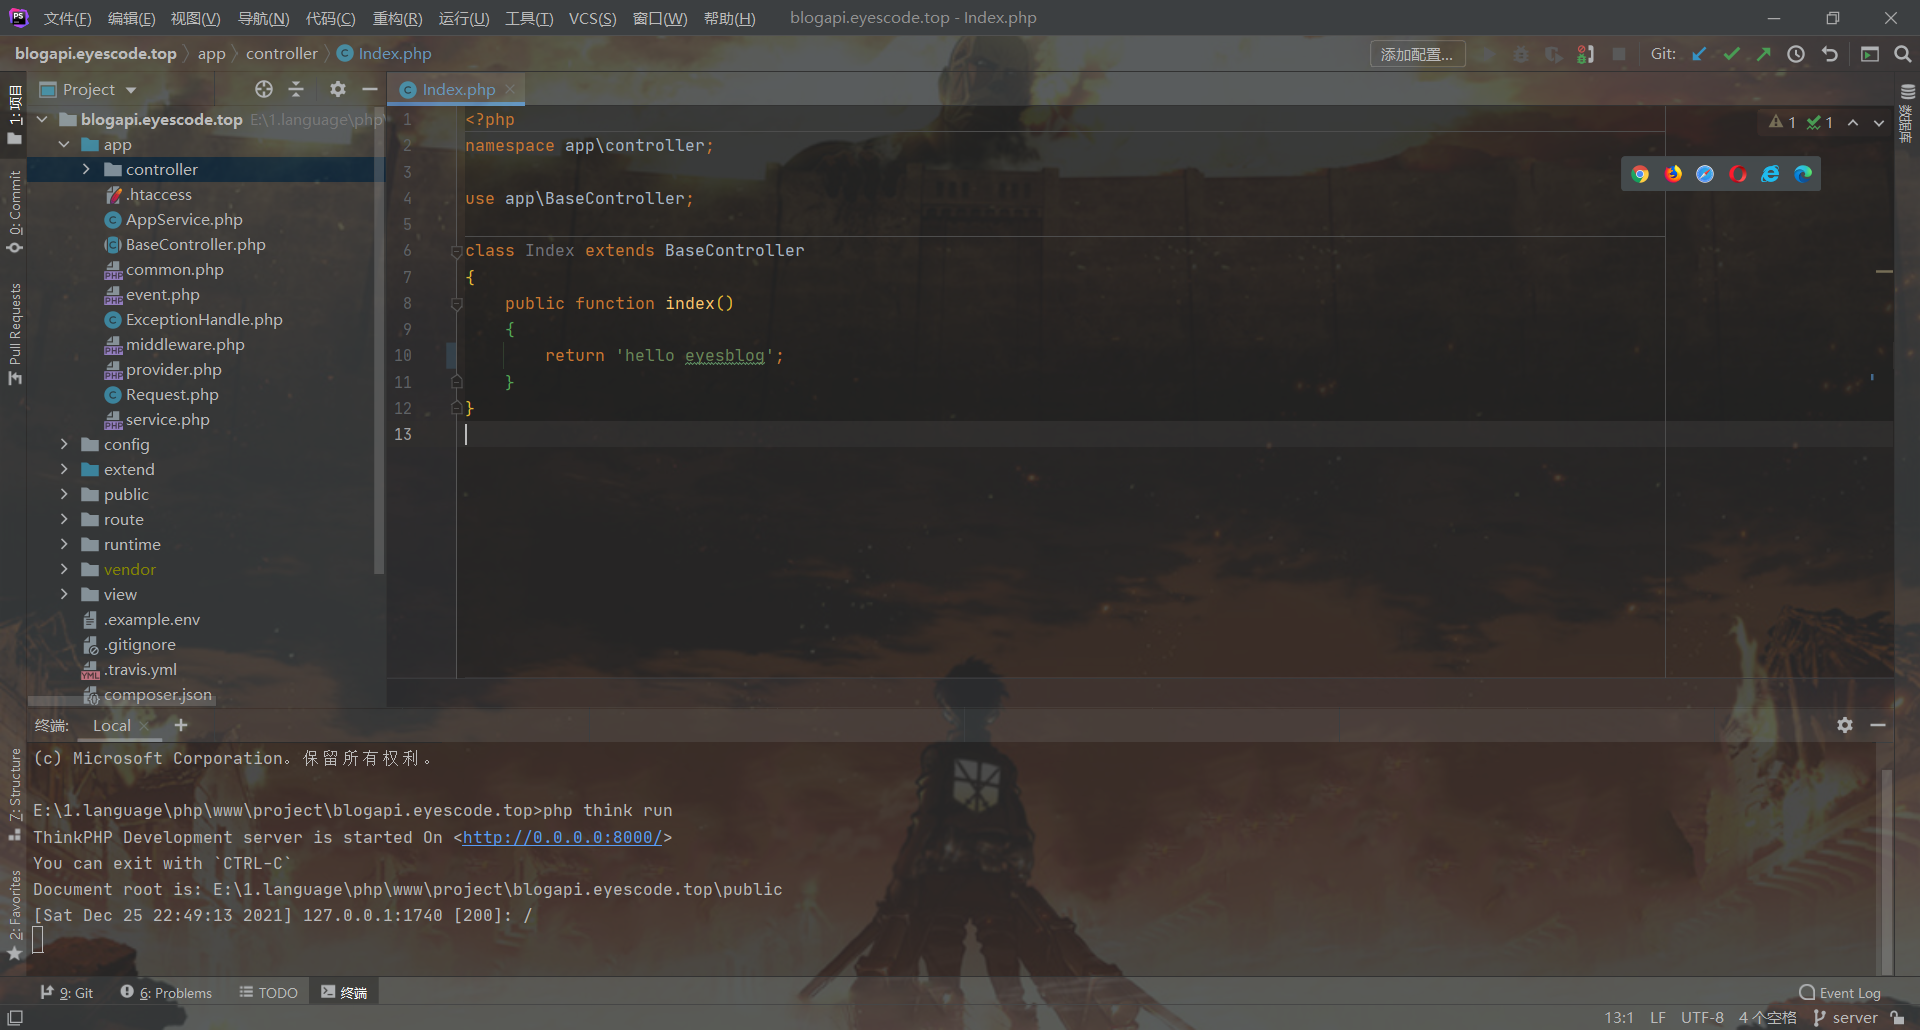 PS 文件(F) 编辑(E) 视图(V) 导航(N) 代码(C) 重构(R) 运行(U) 工具(T) VCS(S) 窗口(W) 帮助(H) blogapi.eyescode.top - Index.php
blogapi.eyescode.top app controller Index.php 添加配置... Git:
Project Index.php
1:项目
0: Commit
Pull Requests
7: Structure
2: Favorites
数据库
blogapi.eyescode.top E:\1.language\php\
app
controller
.htaccess
AppService.php
BaseController.php
common.php
event.php
ExceptionHandle.php
middleware.php
provider.php
Request.php
service.php
config
extend
public
route
runtime
vendor
view
.example.env
.gitignore
.travis.yml
composer.json
1 <?php
2 namespace app\controller;
3
4 use app\BaseController;
5
6 class Index extends BaseController
7 {
8 public function index()
9 {
10 return 'hello eyesblog';
11 }
12 }
13
1 1
终端: Local
(c) Microsoft Corporation。保留所有权利。
E:\1.language\php\www\project\blogapi.eyescode.top>php think run
ThinkPHP Development server is started On <http://0.0.0.0:8000/>
You can exit with `CTRL-C`
Document root is: E:\1.language\php\www\project\blogapi.eyescode.top\public
[Sat Dec 25 22:49:13 2021] 127.0.0.1:1740 [200]: /
9: Git 6: Problems TODO 终端 Event Log
13:1 LF UTF-8 4 个空格 server